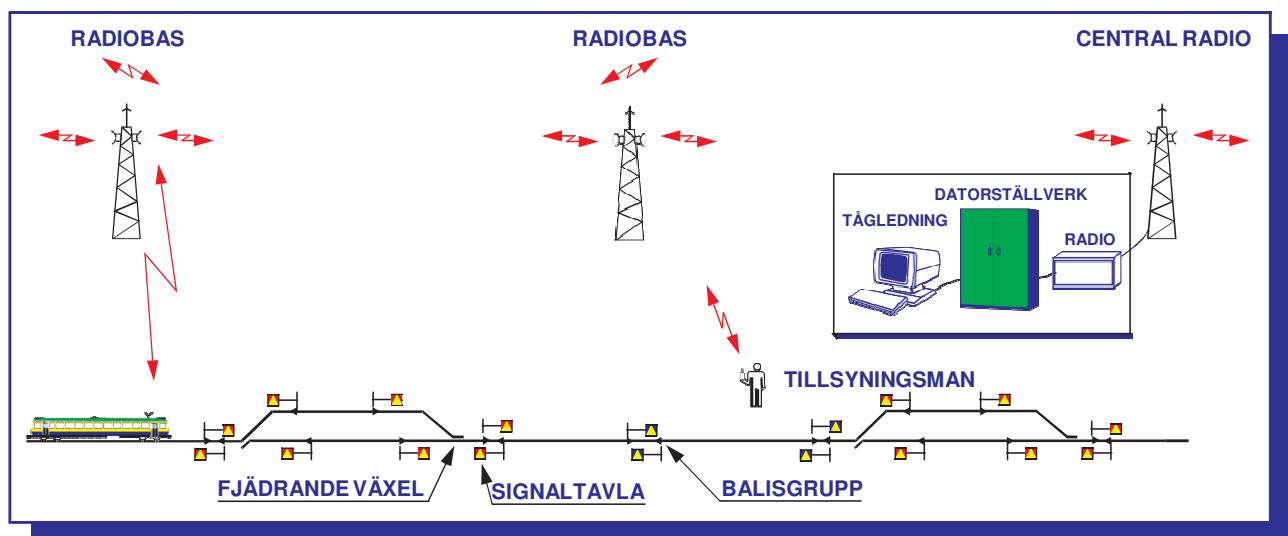 RADIOBAS
RADIOBAS
CENTRAL RADIO
DATORSTÄLLVERK
TÅGLEDNING
RADIO
TILLSYNINGSMAN
FJÄDRANDE VÄXEL
SIGNALTAVLA
BALISGRUPP